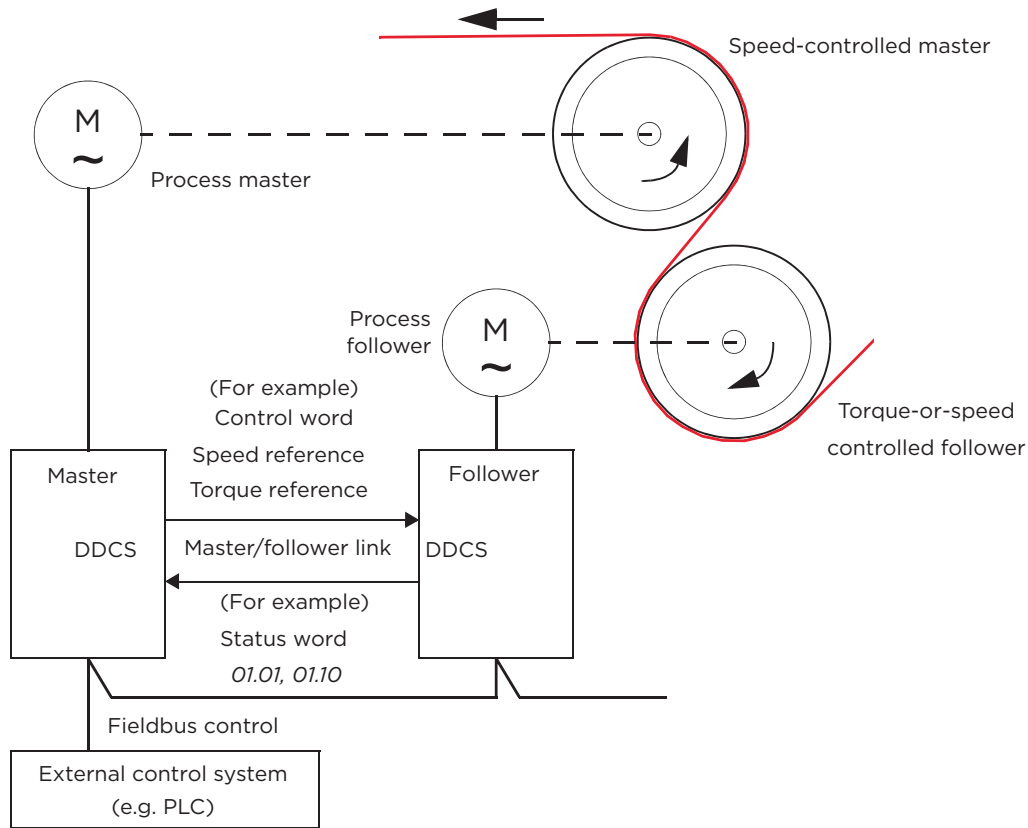 Speed-controlled master
M
~
Process master
Process
follower
M
~
Torque-or-speed
controlled follower
(For example)
Control word
Speed reference
Torque reference
Master
Follower
DDCS
Master/follower link
DDCS
(For example)
Status word
01.01, 01.10
Fieldbus control
External control system
(e.g. PLC)